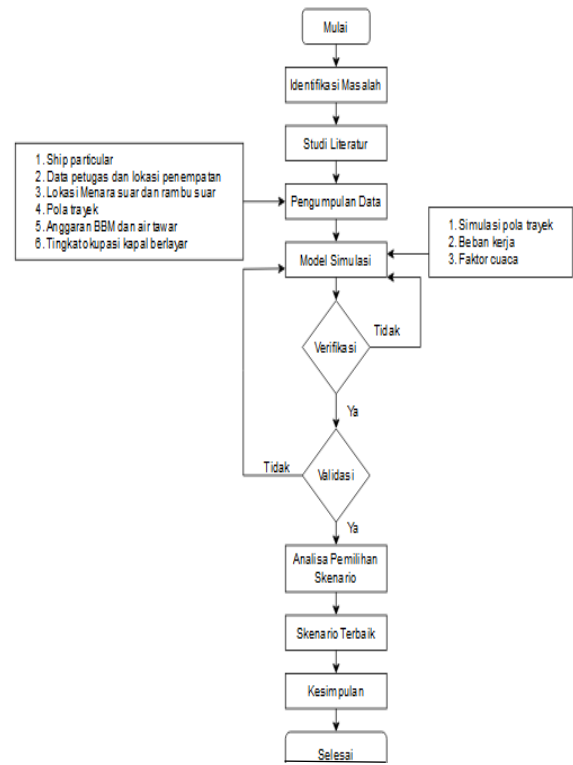 Mulai
Identifikasi Masalah
Studi Literatur
1. Ship particular
2. Data petugas dan lokasi penempatan
3. Lokasi Menara suar dan rambu suar
4. Pola trayek
5. Anggaran BBM dan air tawar
6. Tingkat okupasi kapal berlayar
Pengumpulan Data
Model Simulasi
1. Simulasi pola trayek
2. Beban kerja
3. Faktor cuaca
Tidak
Verifikasi
Ya
Tidak
Validasi
Ya
Analisa Pemilihan
Skenario
Skenario Terbaik
Kesimpulan
Selesai